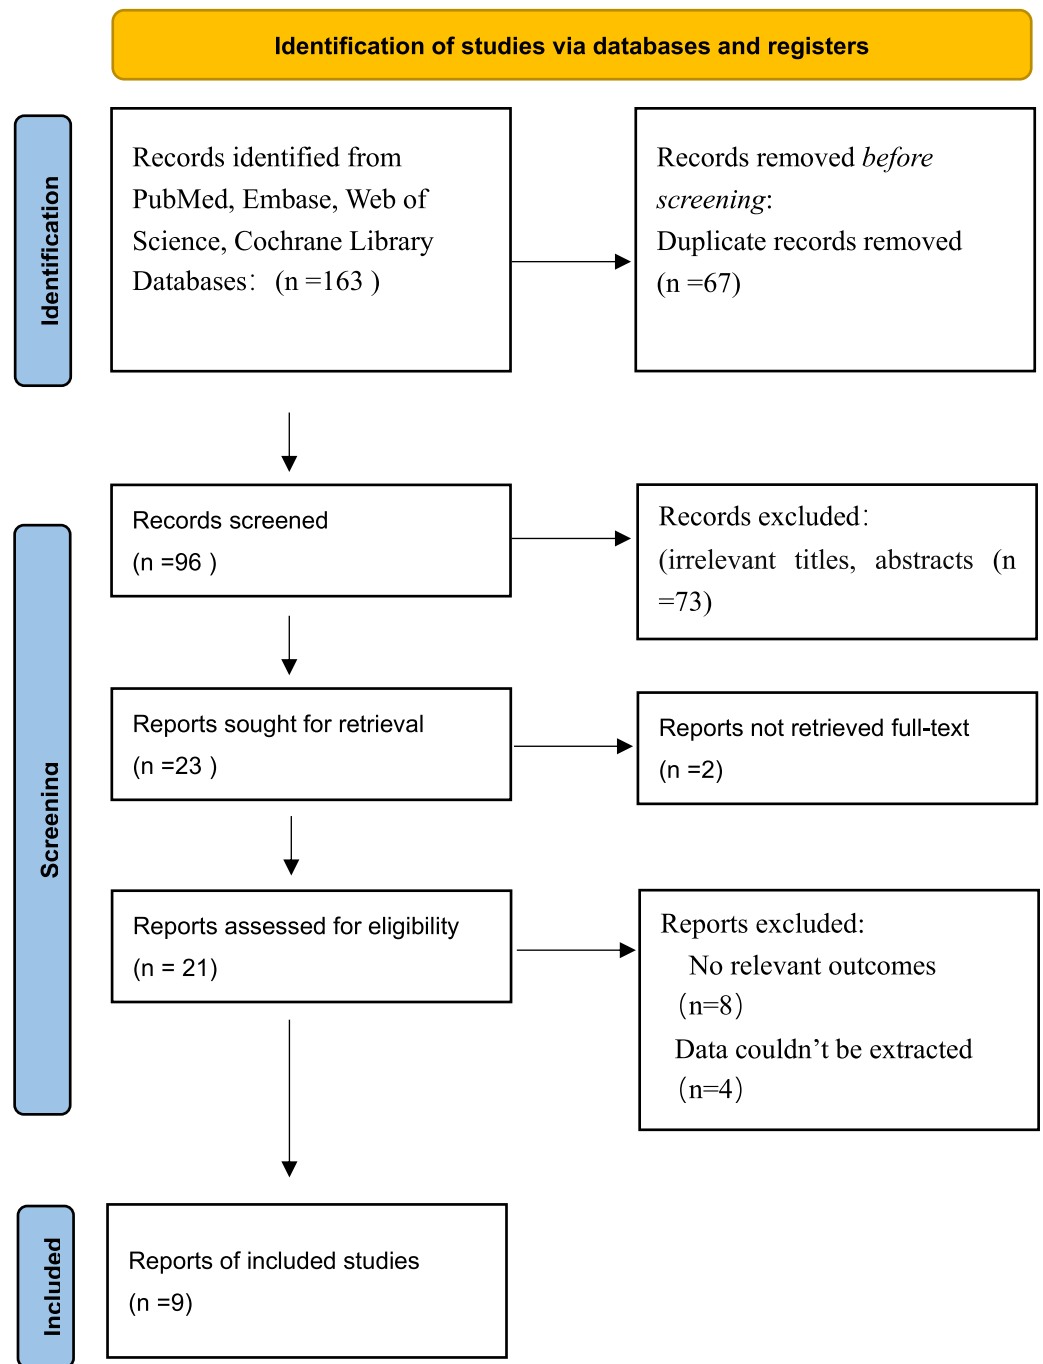 Identification of studies via databases and registers
Identification
Records identified from
PubMed, Embase, Web of
Science, Cochrane Library
Databases： (n =163 )
Records removed before
screening:
Duplicate records removed
(n =67)
Screening
Records screened
(n =96 )
Records excluded：
(irrelevant titles, abstracts (n
=73)
Reports sought for retrieval
(n =23 )
Reports not retrieved full-text
(n =2)
Reports assessed for eligibility
(n = 21)
Reports excluded:
No relevant outcomes
（n=8）
Data couldn’t be extracted
（n=4）
Included
Reports of included studies
(n =9)